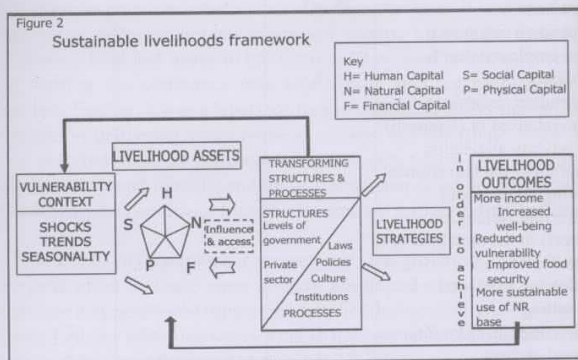 Figure 2
Sustainable livelihoods framework
Key
H= Human Capital S= Social Capital
N= Natural Capital P= Physical Capital
F= Financial Capital
LIVELIHOOD ASSETS
VULNERABILITY
CONTEXT
SHOCKS
TRENDS
SEASONALITY
H
S
N
P
F
Influence
& access
TRANSFORMING
STRUCTURES &
PROCESSES
STRUCTURES
Levels of
government
Private
sector
Laws
Policies
Culture
Institutions
PROCESSES
LIVELIHOOD
STRATEGIES
in order to achieve
LIVELIHOOD
OUTCOMES
More income
Increased
well-being
Reduced
vulnerability
Improved food
security
More sustainable
use of NR
base